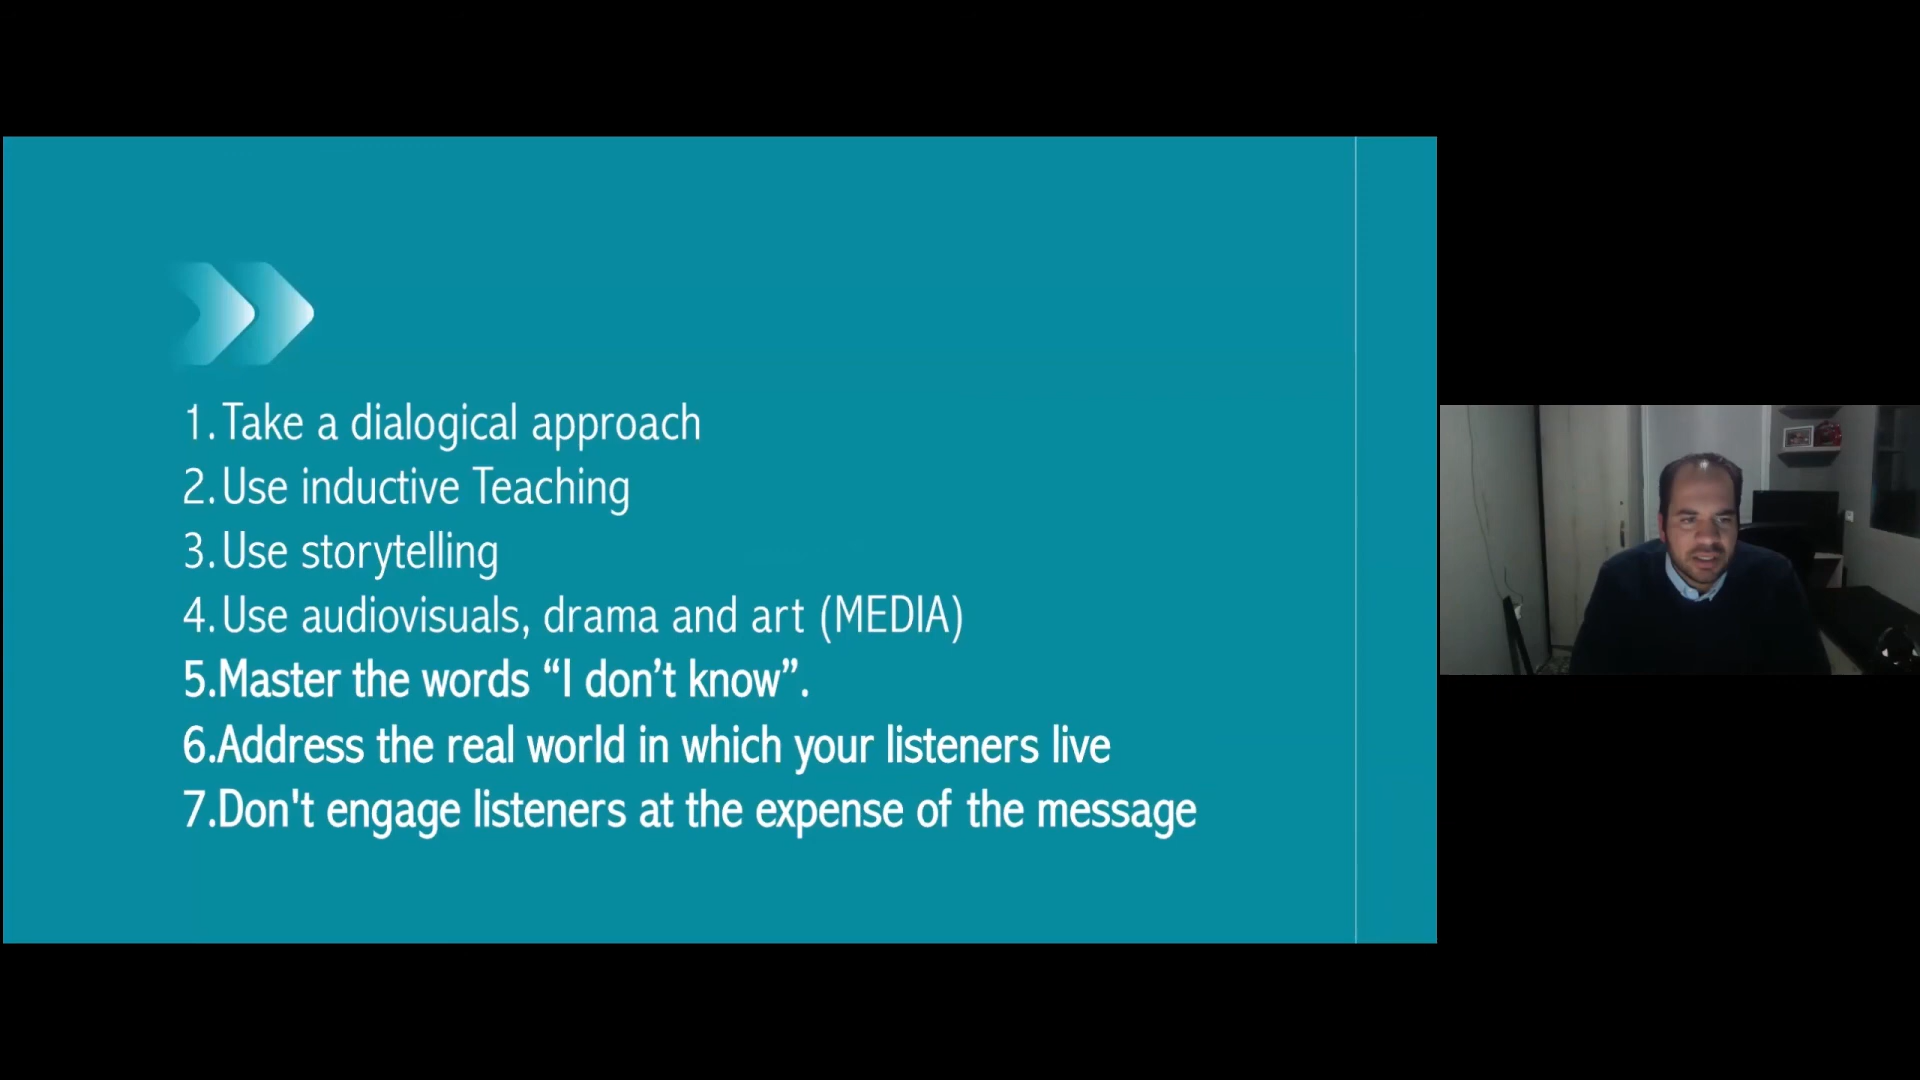 1. Take a dialogical approach
2. Use inductive Teaching
3. Use storytelling
4. Use audiovisuals, drama and art (MEDIA)
5.Master the words “I don’t know”.
6.Address the real world in which your listeners live
7.Don't engage listeners at the expense of the message